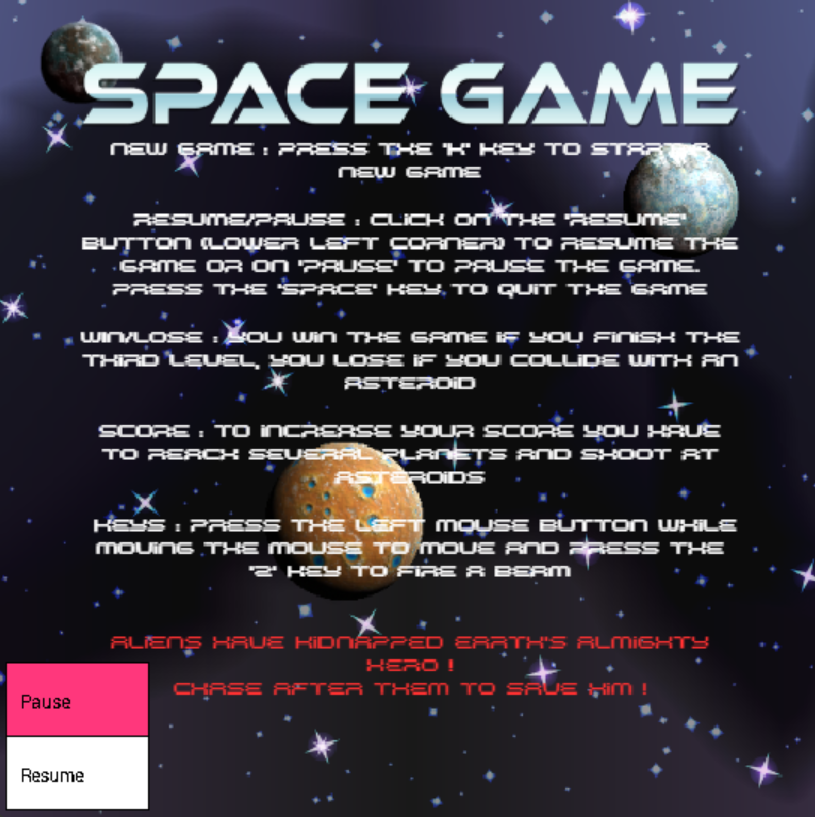 SPACE GAME
NEW GAME : PRESS THE 'K' KEY TO START A
NEW GAME
RESUME/PAUSE : CLICK ON THE 'RESUME'
BUTTON (LOWER LEFT CORNER) TO RESUME THE
GAME OR ON 'PAUSE' TO PAUSE THE GAME.
PRESS THE 'SPACE' KEY TO QUIT THE GAME
WIN/LOSE : YOU WIN THE GAME IF YOU FINISH THE
THIRD LEVEL, YOU LOSE IF YOU COLLIDE WITH AN
ASTEROID
SCORE : TO INCREASE YOUR SCORE YOU HAVE
TO REACH SEVERAL PLANETS AND SHOOT AT
ASTEROIDS
KEYS : PRESS THE LEFT MOUSE BUTTON WHILE
MOVING THE MOUSE TO MOVE AND PRESS THE
'Z' KEY TO FIRE A BEAM
ALIENS HAVE KIDNAPPED EARTH'S ALMIGHTY
HERO !
CHASE AFTER THEM TO SAVE HIM !
Pause
Resume